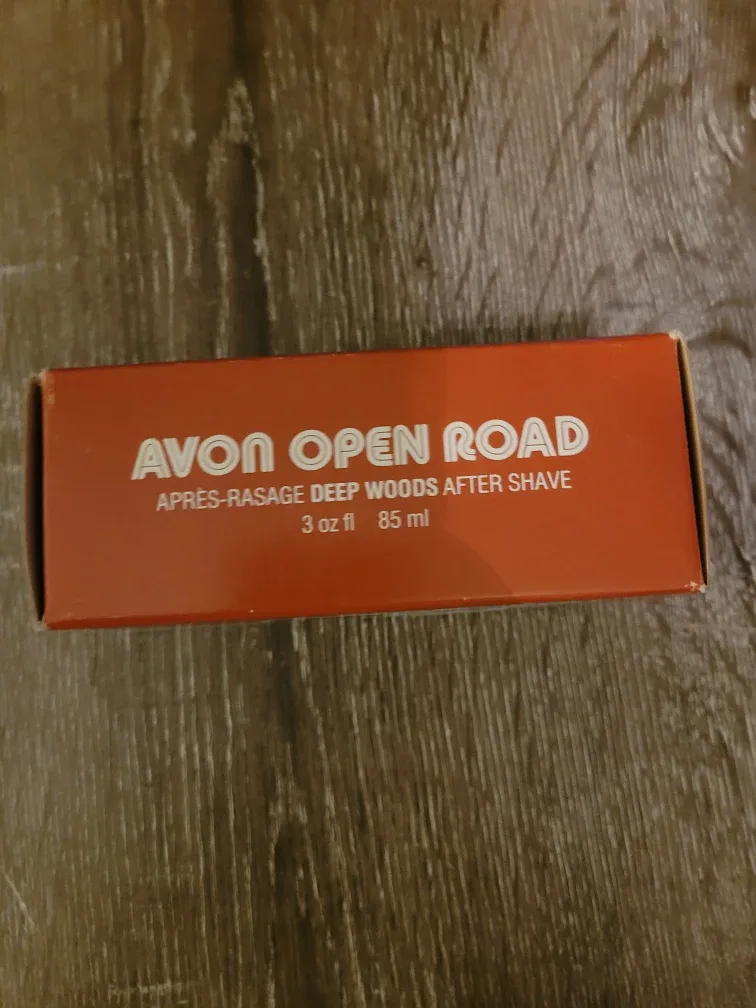 AVON OPEN ROAD
APRÈS-RASAGE DEEP WOODS AFTER SHAVE
3 oz fl 85 ml